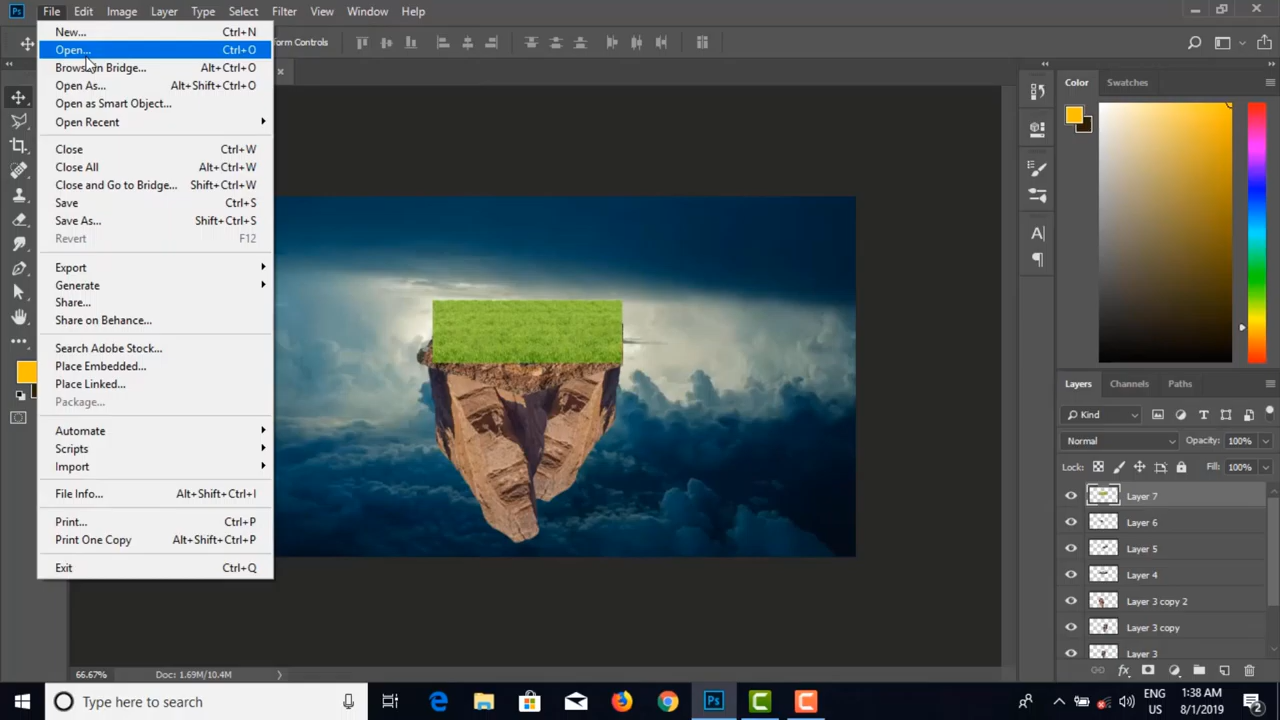 Ps File Edit Image Layer Type Select Filter View Window Help
New... Ctrl+N
Open... Ctrl+O
Browse in Bridge... Alt+Ctrl+O
Open As... Alt+Shift+Ctrl+O
Open as Smart Object...
Open Recent
Close Ctrl+W
Close All Alt+Ctrl+W
Close and Go to Bridge... Shift+Ctrl+W
Save Ctrl+S
Save As... Shift+Ctrl+S
Revert F12
Export
Generate
Share...
Share on Behance...
Search Adobe Stock...
Place Embedded...
Place Linked...
Package...
Automate
Scripts
Import
File Info... Alt+Shift+Ctrl+I
Print... Ctrl+P
Print One Copy Alt+Shift+Ctrl+P
Exit Ctrl+Q
Controls
Color Swatches
Layers Channels Paths
Kind
Normal Opacity: 100%
Lock: Fill: 100%
Layer 7
Layer 6
Layer 5
Layer 4
Layer 3 copy 2
Layer 3 copy
Layer 3
66.67% Doc: 1.69M/10.4M
Type here to search
Ps
ENG
US
1:38 AM
8/1/2019
2